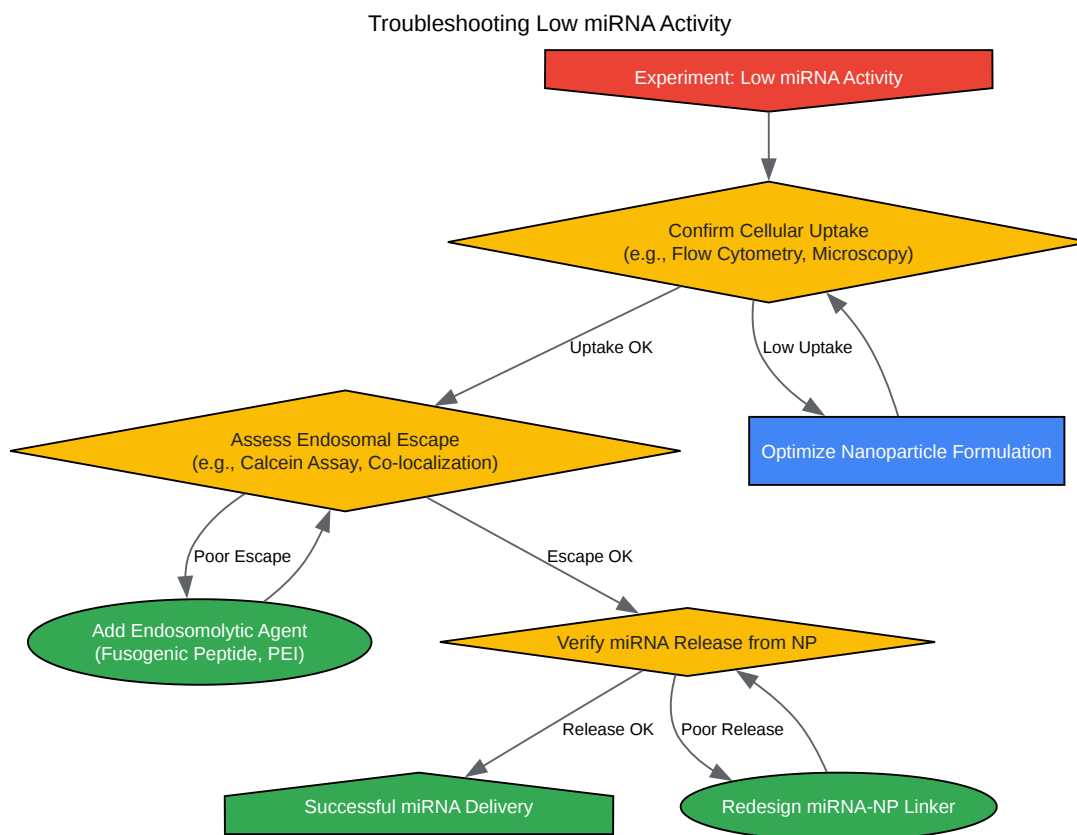 Troubleshooting Low miRNA Activity
Experiment: Low miRNA Activity
Confirm Cellular Uptake
(e.g., Flow Cytometry, Microscopy)
Uptake OK
Low Uptake
Assess Endosomal Escape
(e.g., Calcein Assay, Co-localization)
Optimize Nanoparticle Formulation
Poor Escape
Escape OK
Add Endosomolytic Agent
(Fusogenic Peptide, PEI)
Verify miRNA Release from NP
Release OK
Poor Release
Successful miRNA Delivery
Redesign miRNA-NP Linker